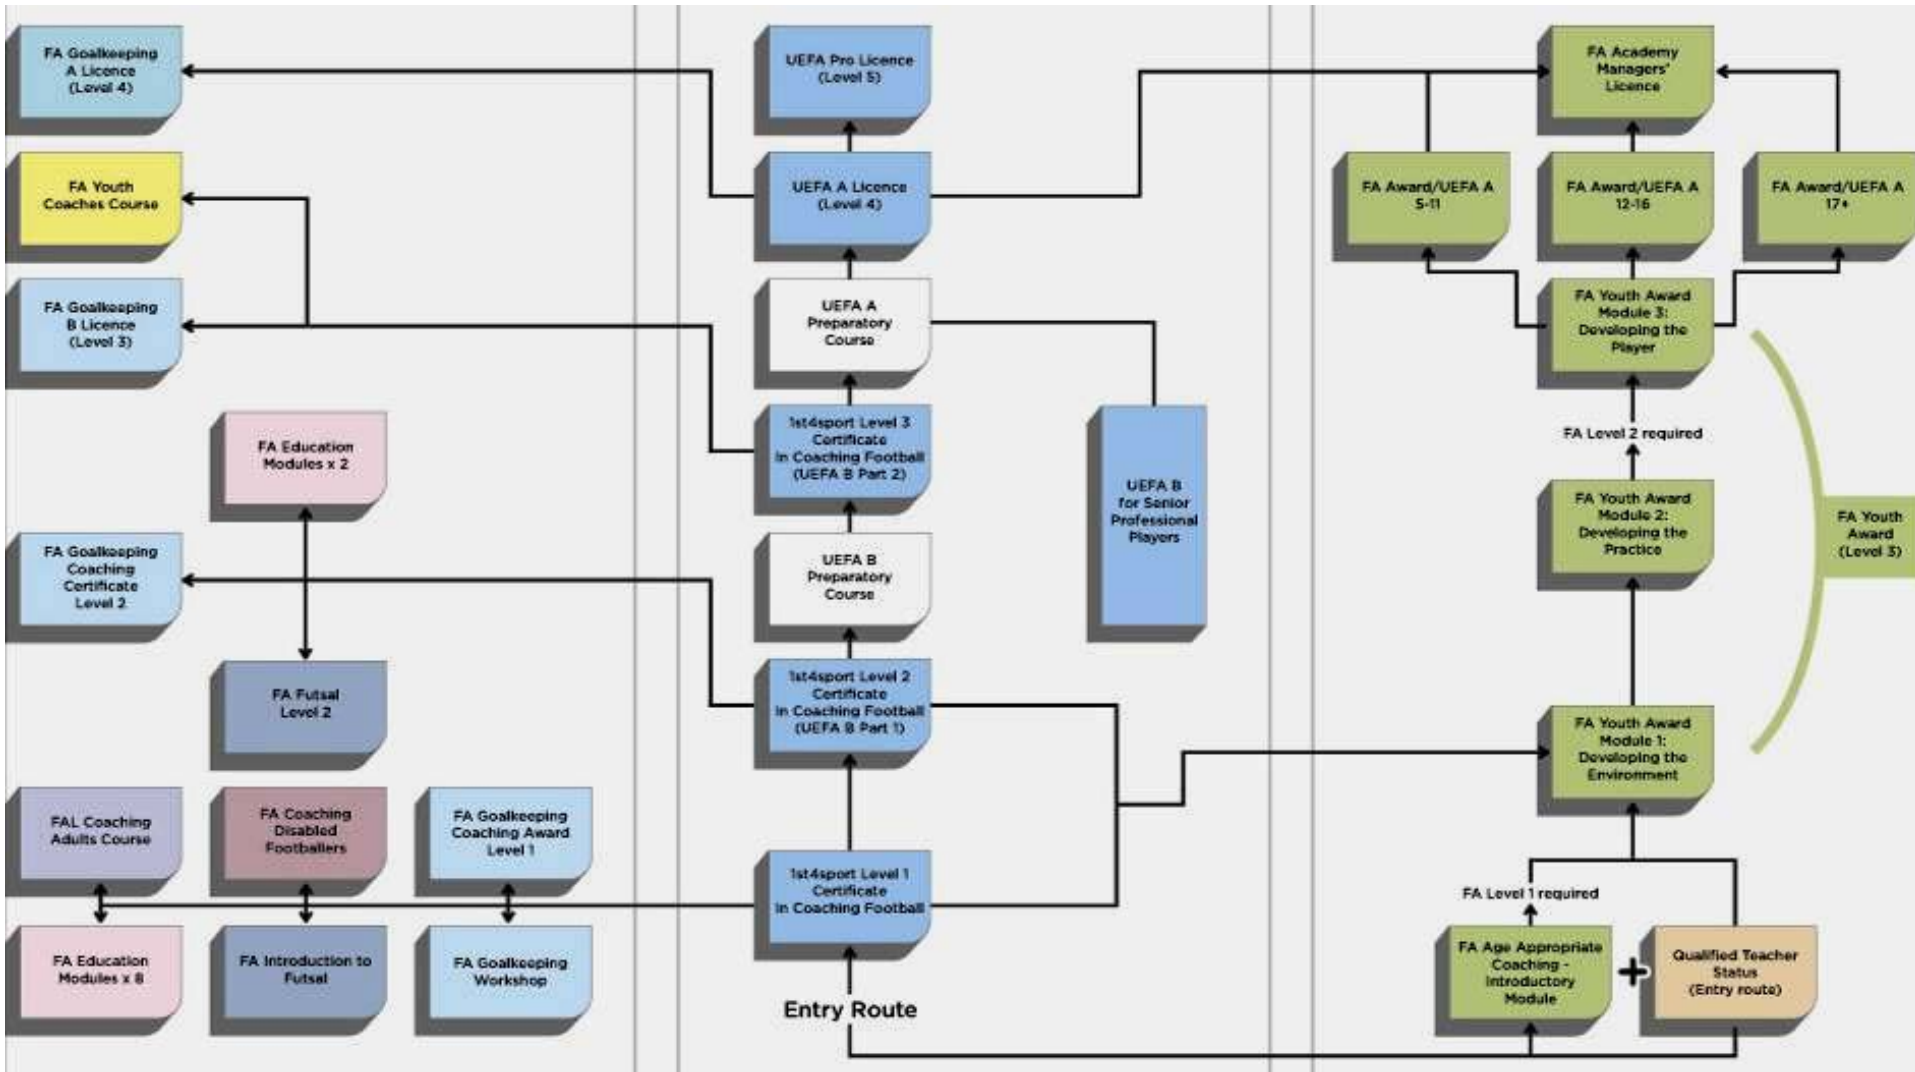 FA Goalkeeping
A Licence
(Level 4)
FA Youth
Coaches Course
FA Goalkeeping
B Licence
(Level 3)
FA Education
Modules x 2
FA Goalkeeping
Coaching
Certificate
Level 2
FA Futsal
Level 2
FAL Coaching
Adults Course
FA Coaching
Disabled
Footballers
FA Goalkeeping
Coaching Award
Level 1
FA Education
Modules x 8
FA Introduction to
Futsal
FA Goalkeeping
Workshop
UEFA Pro Licence
(Level 5)
UEFA A Licence
(Level 4)
UEFA A
Preparatory
Course
1st4sport Level 3
Certificate
In Coaching Football
(UEFA B Part 2)
UEFA B
for Senior
Professional
Players
UEFA B
Preparatory
Course
1st4sport Level 2
Certificate
In Coaching Football
(UEFA B Part 1)
1st4sport Level 1
Certificate
In Coaching Football
Entry Route
FA Academy
Managers'
Licence
FA Award/UEFA A
5-11
FA Award/UEFA A
12-16
FA Award/UEFA A
17+
FA Youth Award
Module 3:
Developing the
Player
FA Level 2 required
FA Youth Award
Module 2:
Developing the
Practice
FA Youth
Award
(Level 3)
FA Youth Award
Module 1:
Developing the
Environment
FA Level 1 required
FA Age Appropriate
Coaching -
Introductory
Module
+
Qualified Teacher
Status
(Entry route)